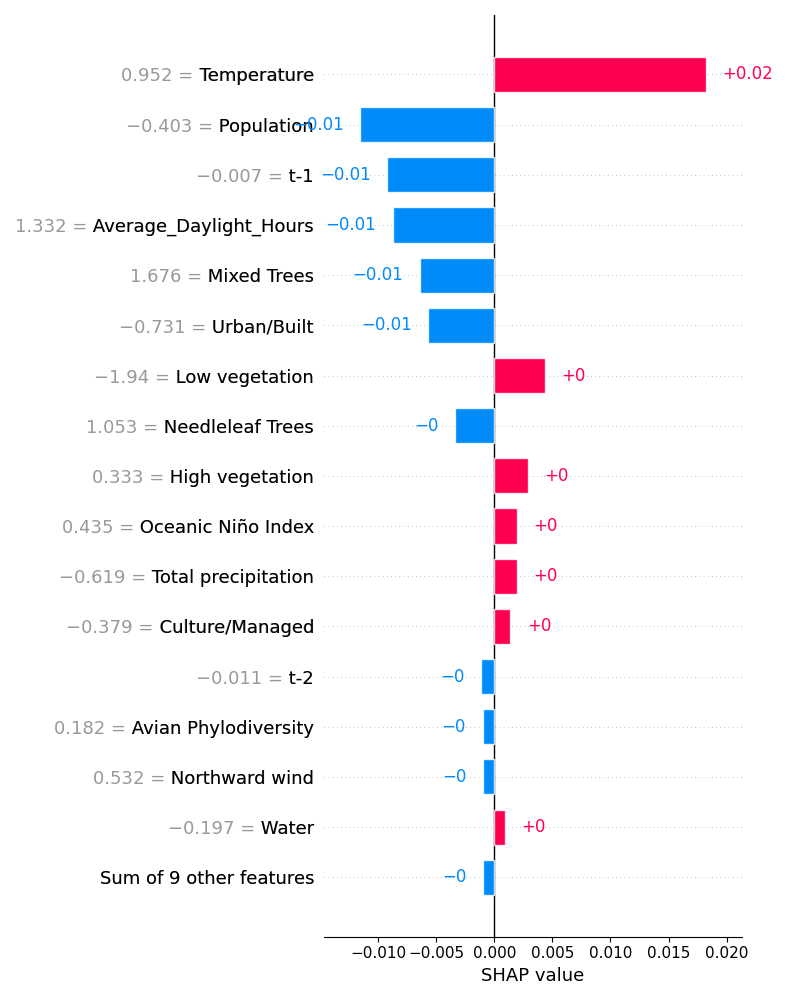 0.952 = Temperature +0.02
−0.403 = Population −0.01
−0.007 = t-1 −0.01
1.332 = Average_Daylight_Hours −0.01
1.676 = Mixed Trees −0.01
−0.731 = Urban/Built −0.01
−1.94 = Low vegetation +0
1.053 = Needleleaf Trees −0
0.333 = High vegetation +0
0.435 = Oceanic Niño Index +0
−0.619 = Total precipitation +0
−0.379 = Culture/Managed +0
−0.011 = t-2 −0
0.182 = Avian Phylodiversity −0
0.532 = Northward wind −0
−0.197 = Water +0
Sum of 9 other features −0
−0.010 −0.005 0.000 0.005 0.010 0.015 0.020
SHAP value